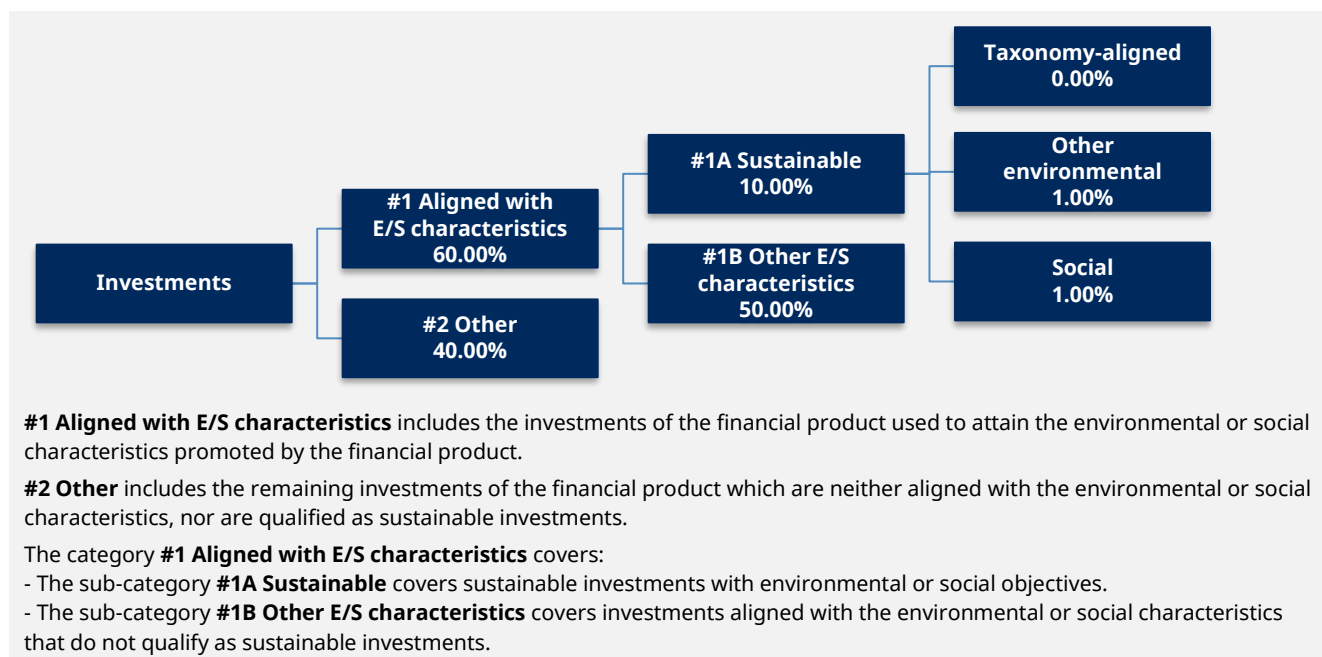 Investments
#1 Aligned with
E/S characteristics
60.00%
#2 Other
40.00%
#1A Sustainable
10.00%
#1B Other E/S
characteristics
50.00%
Taxonomy-aligned
0.00%
Other
environmental
1.00%
Social
1.00%
#1 Aligned with E/S characteristics includes the investments of the financial product used to attain the environmental or social
characteristics promoted by the financial product.
#2 Other includes the remaining investments of the financial product which are neither aligned with the environmental or social
characteristics, nor are qualified as sustainable investments.
The category #1 Aligned with E/S characteristics covers:
- The sub-category #1A Sustainable covers sustainable investments with environmental or social objectives.
- The sub-category #1B Other E/S characteristics covers investments aligned with the environmental or social characteristics
that do not qualify as sustainable investments.